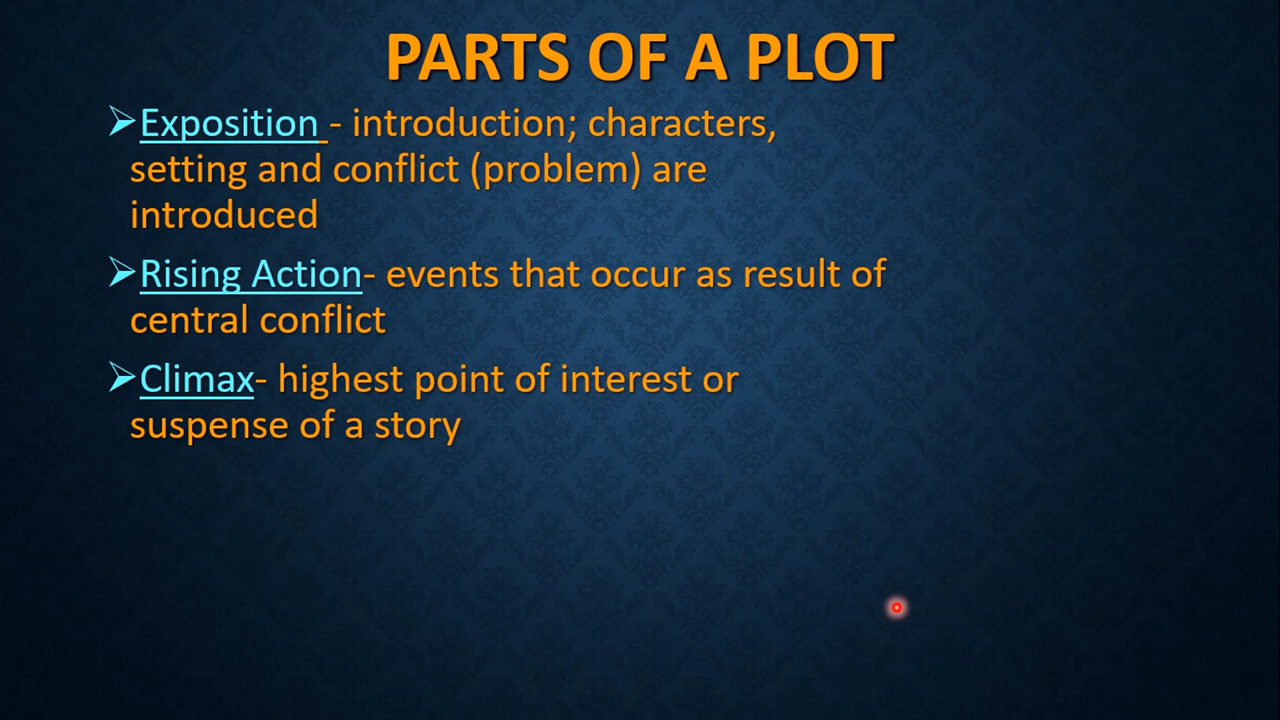 PARTS OF A PLOT
➢Exposition - introduction; characters,
setting and conflict (problem) are
introduced
➢Rising Action- events that occur as result of
central conflict
➢Climax- highest point of interest or
suspense of a story